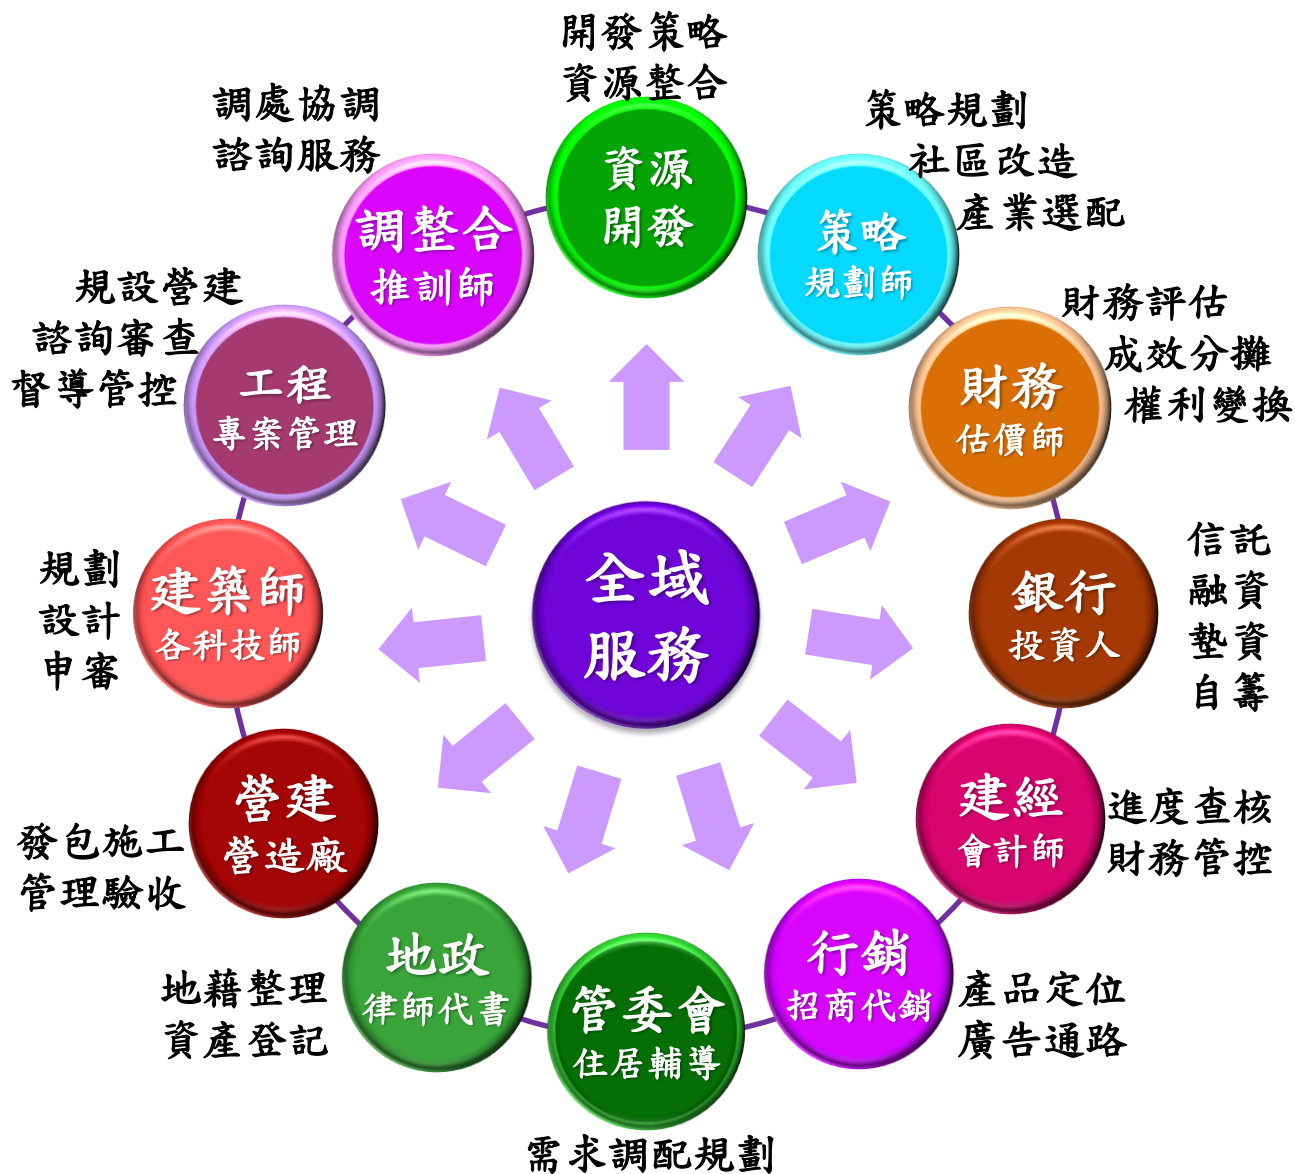 開發策略
資源整合
資源
開發
策略規劃
社區改造
產業選配
策略
規劃師
財務評估
成效分攤
權利變換
財務
估價師
信託
融資
墊資
自籌
銀行
投資人
進度查核
財務管控
建經
會計師
產品定位
廣告通路
行銷
招商代銷
管委會
住居輔導
需求調配規劃
地政
律師代書
地藉整理
資產登記
營建
營造廠
發包施工
管理驗收
建築師
各科技師
規劃
設計
申審
工程
專案管理
規設營建
諮詢審查
督導管控
調整合
推訓師
調處協調
諮詢服務
全域
服務